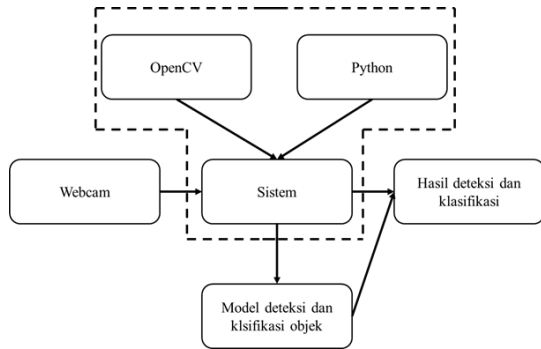 OpenCV
Python
Webcam
Sistem
Hasil deteksi dan
klasifikasi
Model deteksi dan
klsifikasi objek